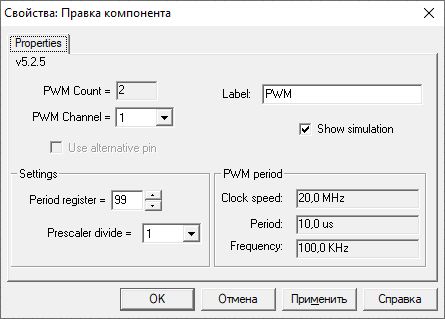 Свойства: Правка компонента
Properties
v5.2.5
PWM Count = 2
Label: PWM
PWM Channel = 1
Show simulation
Use alternative pin
Settings
Period register = 99
Prescaler divide = 1
PWM period
Clock speed: 20,0 MHz
Period: 10,0 us
Frequency: 100,0 KHz
OK
Отмена
Применить
Справка